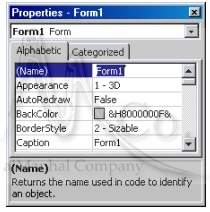 Properties - Form1
Form1 Form
Alphabetic Categorized
(Name) Form1
Appearance 1 - 3D
AutoRedraw False
BackColor &H8000000F&
BorderStyle 2 - Sizable
Caption Form1
(Name)
Returns the name used in code to identify
an object.